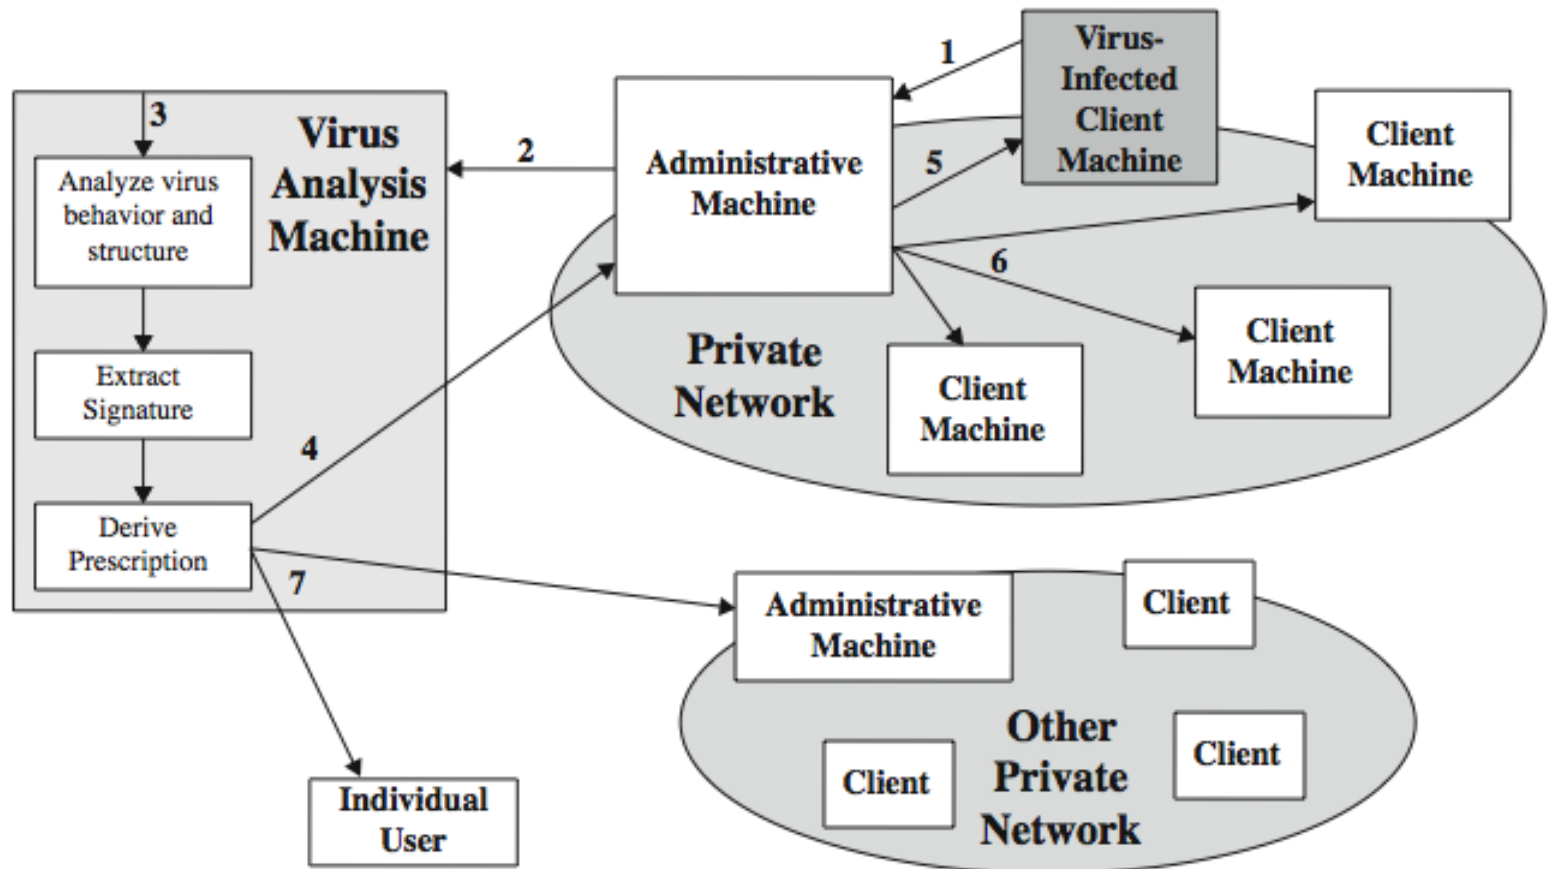 3
Virus
Analysis
Machine
Analyze virus
behavior and
structure
Extract
Signature
Derive
Prescription
2
4
7
1
5
6
Administrative
Machine
Virus-
Infected
Client
Machine
Client
Machine
Client
Machine
Client
Machine
Private
Network
Administrative
Machine
Client
Client
Client
Other
Private
Network
Individual
User